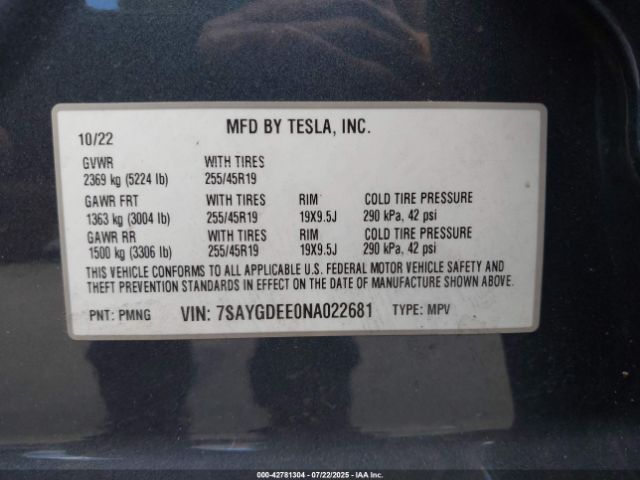 MFD BY TESLA, INC.
10/22
GVWR WITH TIRES
2369 kg (5224 lb) 255/45R19
GAWR FRT WITH TIRES RIM COLD TIRE PRESSURE
1363 kg (3004 lb) 255/45R19 19X9.5J 290 kPa, 42 psi
GAWR RR WITH TIRES RIM COLD TIRE PRESSURE
1500 kg (3306 lb) 255/45R19 19X9.5J 290 kPa, 42 psi
THIS VEHICLE CONFORMS TO ALL APPLICABLE U.S. FEDERAL MOTOR VEHICLE SAFETY AND
THEFT PREVENTION STANDARDS IN EFFECT ON THE DATE OF MANUFACTURE SHOWN ABOVE.
PNT: PMNG VIN: 7SAYGDEE0NA022681 TYPE: MPV
000-42781304 - 07/22/2025 - IAA Inc.